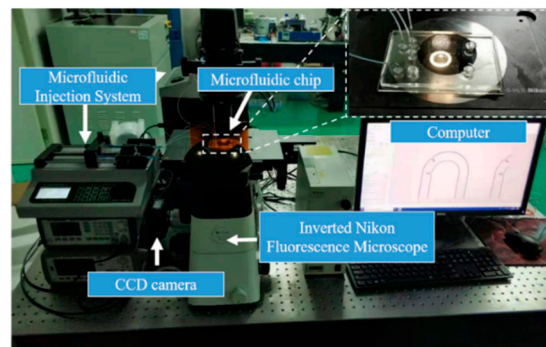 Microfluidic
Injection System
Microfluidic chip
Computer
Inverted Nikon
Fluorescence Microscope
CCD camera